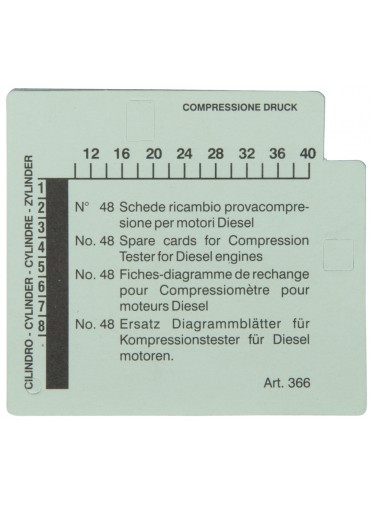 COMPRESSIONE DRUCK
12 16 20 24 28 32 36 40
CILINDRO - CYLINDER - CYLINDRE - ZYLINDER
1
2
3
4
5
6
7
8
N° 48 Schede ricambio provacompre-
sione per motori Diesel
No. 48 Spare cards for Compression
Tester for Diesel engines
No. 48 Fiches-diagramme de rechange
pour Compressiomètre pour
moteurs Diesel
No. 48 Ersatz Diagrammblätter für
Kompressionstester für Diesel
motoren.
Art. 366